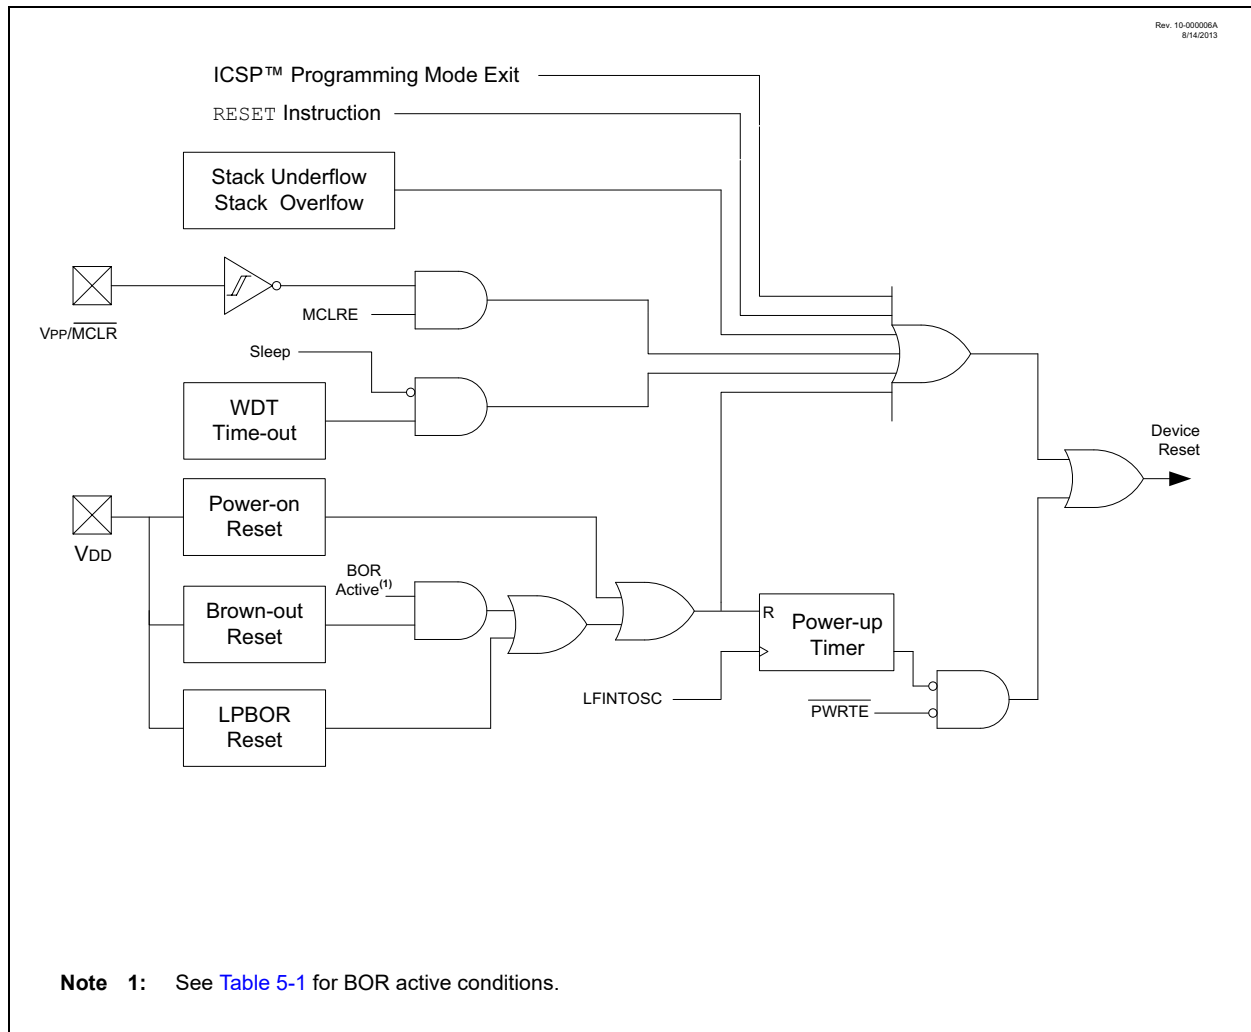 Rev. 10-000006A
8/14/2013
ICSP™ Programming Mode Exit
RESET Instruction
Stack Underflow
Stack Overlfow
VPP/MCLR
MCLRE
Sleep
WDT
Time-out
Device
Reset
VDD
Power-on
Reset
BOR
Active(1)
Brown-out
Reset
R
Power-up
Timer
LFINTOSC
PWRTE
LPBOR
Reset
Note 1: See Table 5-1 for BOR active conditions.